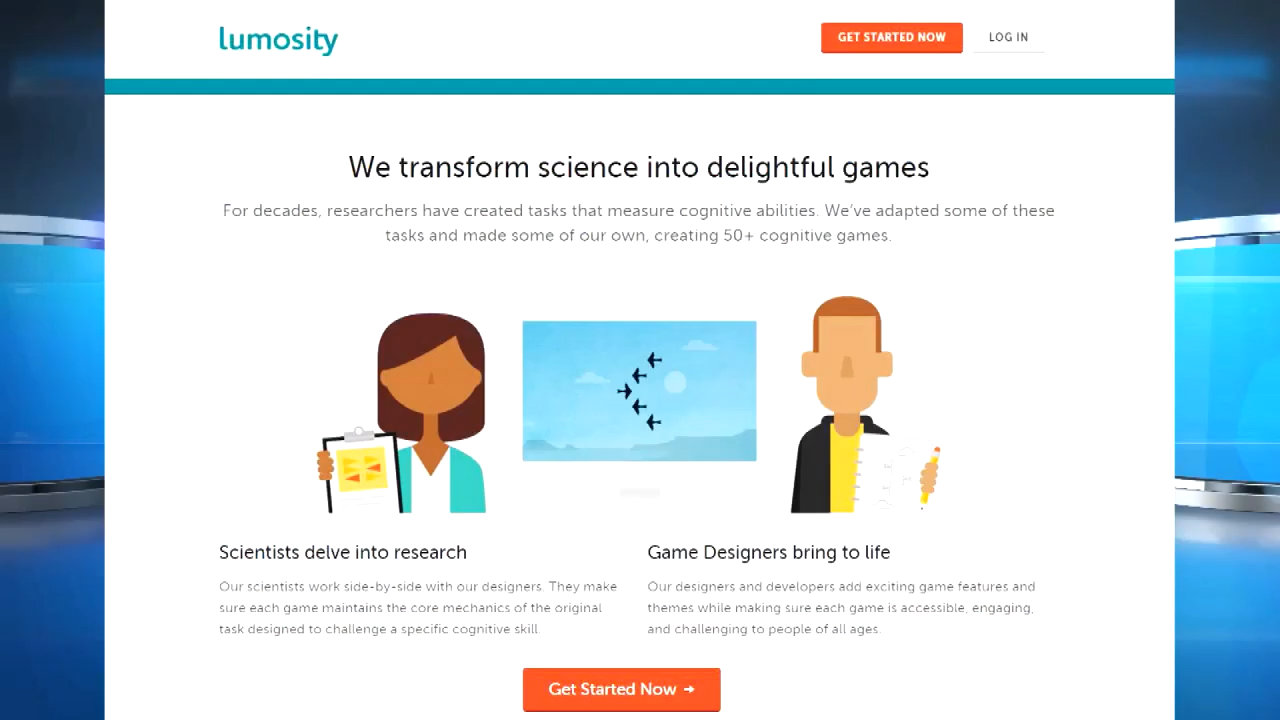 lumosity
GET STARTED NOW
LOG IN
We transform science into delightful games
For decades, researchers have created tasks that measure cognitive abilities. We've adapted some of these
tasks and made some of our own, creating 50+ cognitive games.
Scientists delve into research
Game Designers bring to life
Our scientists work side-by-side with our designers. They make
sure each game maintains the core mechanics of the original
task designed to challenge a specific cognitive skill.
Our designers and developers add exciting game features and
themes while making sure each game is accessible, engaging,
and challenging to people of all ages.
Get Started Now →